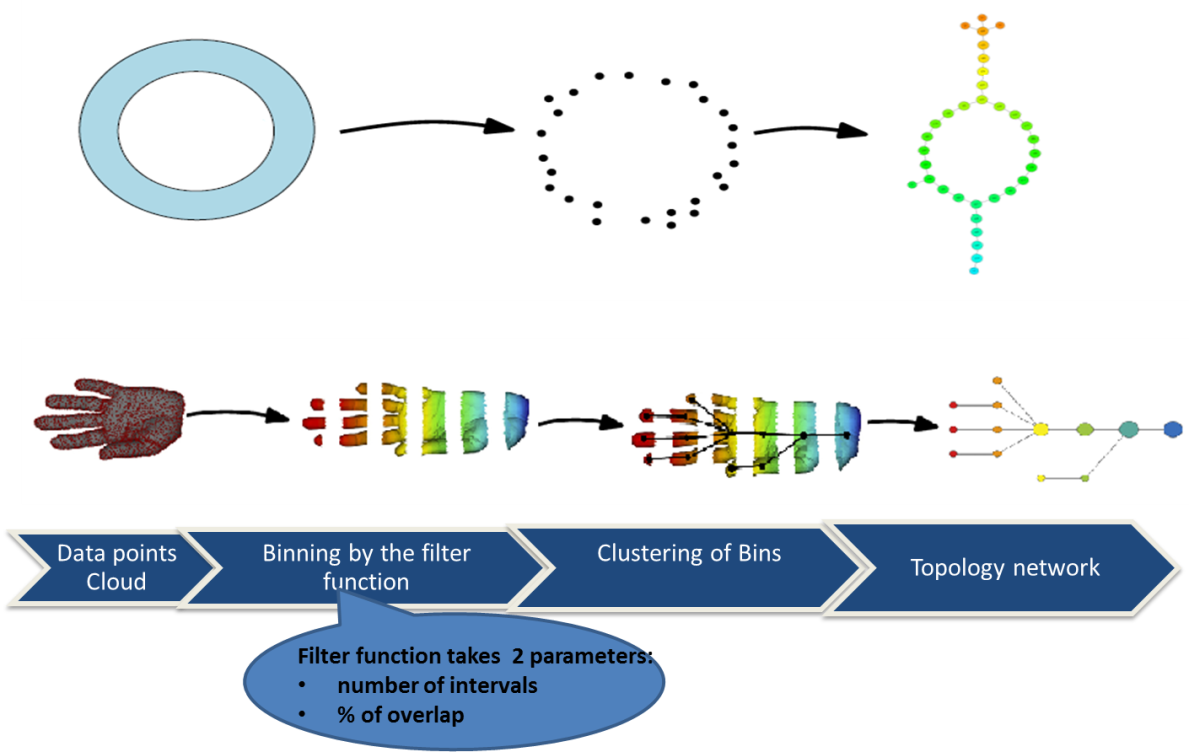 Data points
Cloud
Binning by the filter
function
Clustering of Bins
Topology network
Filter function takes 2 parameters:
• number of intervals
• % of overlap